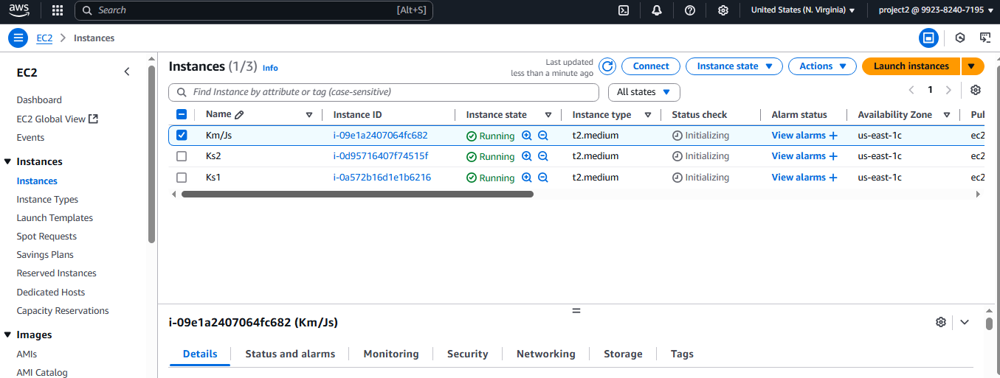 aws Search [Alt+S] United States (N. Virginia) project2 @ 9923-8240-7195
EC2 Instances
EC2
Dashboard
EC2 Global View
Events
Instances
Instances
Instance Types
Launch Templates
Spot Requests
Savings Plans
Reserved Instances
Dedicated Hosts
Capacity Reservations
Images
AMIs
AMI Catalog
Instances (1/3) Info
Last updated
less than a minute ago
Connect Instance state Actions Launch instances
Find Instance by attribute or tag (case-sensitive) All states 1
Name Instance ID Instance state Instance type Status check Alarm status Availability Zone Pul
Km/Js i-09e1a2407064fc682 Running t2.medium Initializing View alarms + us-east-1c ec2
Ks2 i-0d95716407f74515f Running t2.medium Initializing View alarms + us-east-1c
Ks1 i-0a572b16d1e1b6216 Running t2.medium Initializing View alarms + us-east-1c ec2
i-09e1a2407064fc682 (Km/Js)
Details Status and alarms Monitoring Security Networking Storage Tags